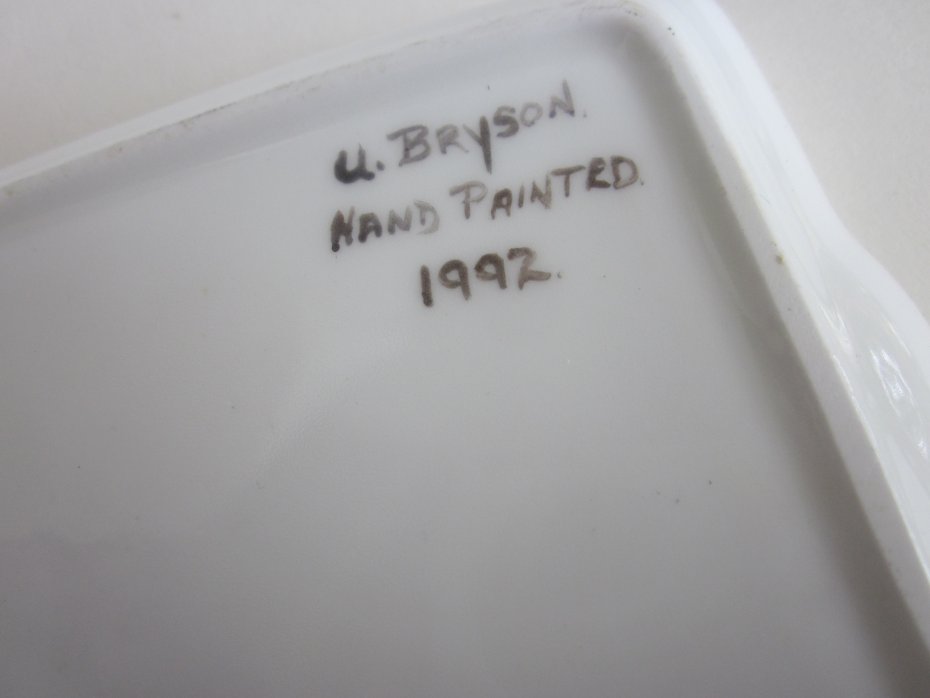 U. BRYSON.
HAND PAINTED.
1992.